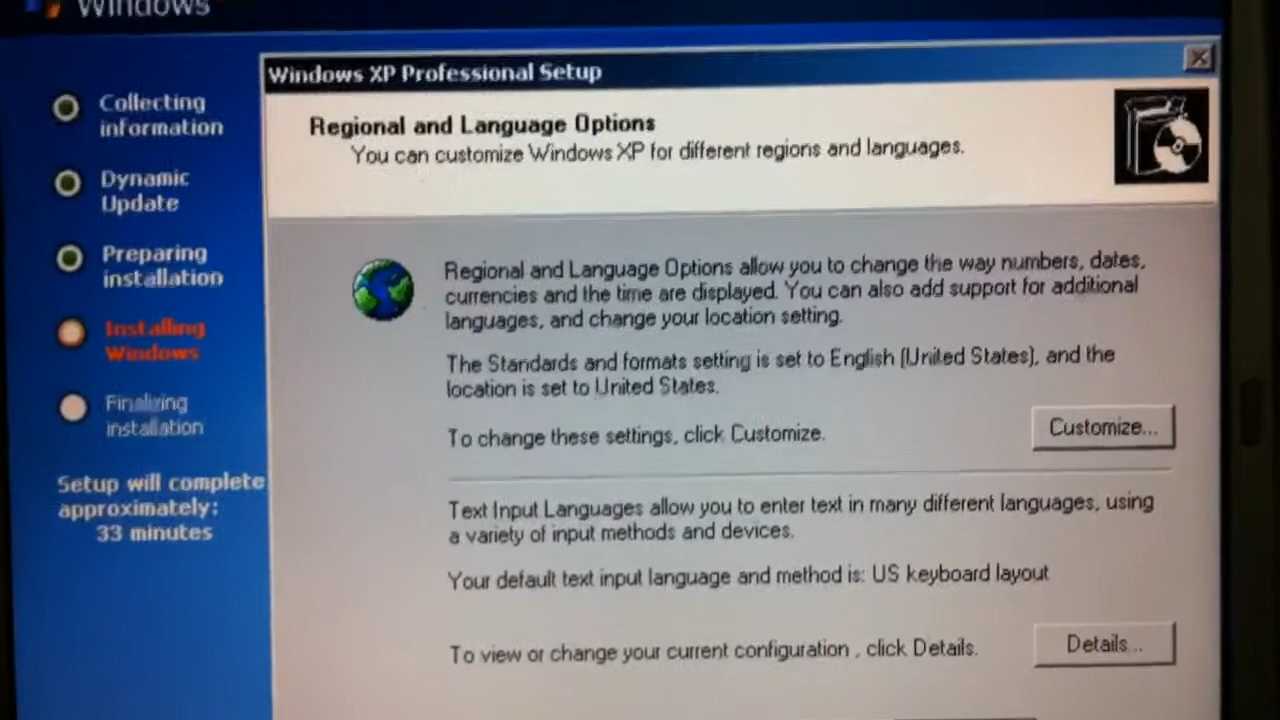 Windows
Windows XP Professional Setup
Collecting
information
Dynamic
Update
Preparing
installation
Installing
Windows
Finalizing
installation
Setup will complete
approximately:
33 minutes
Regional and Language Options
You can customize Windows XP for different regions and languages.
Regional and Language Options allow you to change the way numbers, dates,
currencies and the time are displayed. You can also add support for additional
languages, and change your location setting.
The Standards and formats setting is set to English (United States), and the
location is set to United States.
To change these settings, click Customize.
Customize...
Text Input Languages allow you to enter text in many different languages, using
a variety of input methods and devices.
Your default text input language and method is: US keyboard layout
To view or change your current configuration , click Details.
Details...